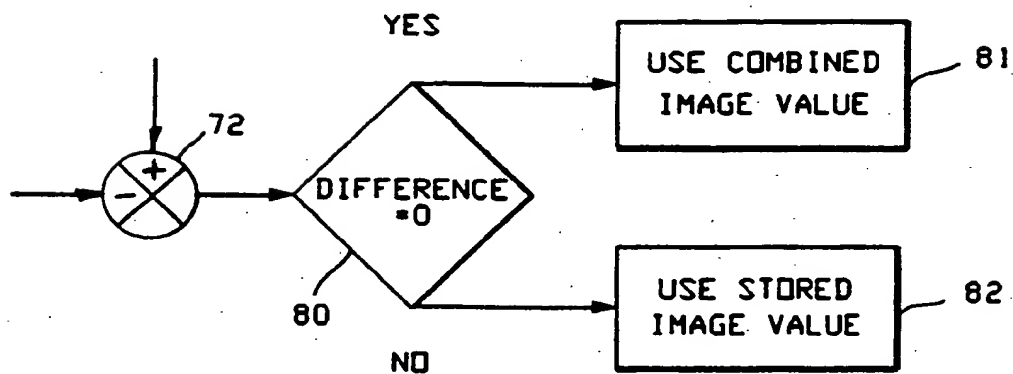 YES
USE COMBINED
IMAGE VALUE
81
72
+
-
DIFFERENCE
=0
80
USE STORED
IMAGE VALUE
82
NO